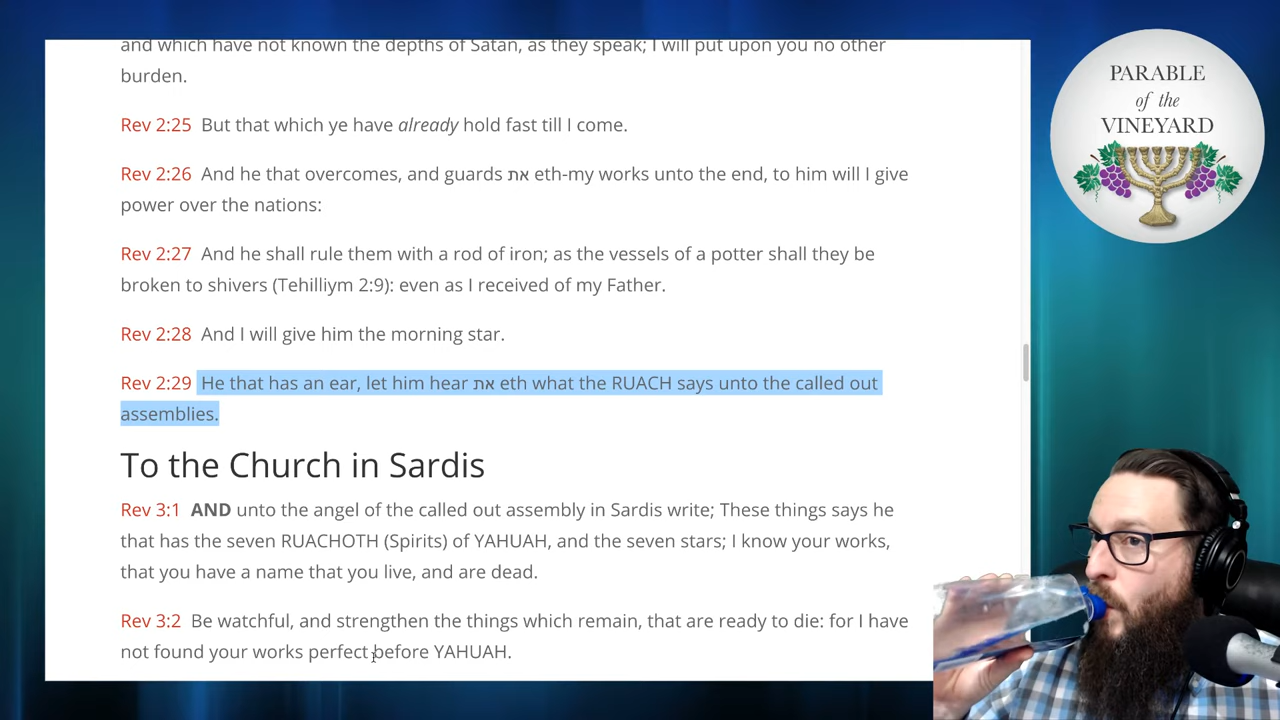 and which have not known the depths of Satan, as they speak; I will put upon you no other
burden.
Rev 2:25 But that which ye have already hold fast till I come.
Rev 2:26 And he that overcomes, and guards את eth-my works unto the end, to him will I give
power over the nations:
Rev 2:27 And he shall rule them with a rod of iron; as the vessels of a potter shall they be
broken to shivers (Tehilliym 2:9): even as I received of my Father.
Rev 2:28 And I will give him the morning star.
Rev 2:29 He that has an ear, let him hear את eth what the RUACH says unto the called out
assemblies.
To the Church in Sardis
Rev 3:1 AND unto the angel of the called out assembly in Sardis write; These things says he
that has the seven RUACHOTH (Spirits) of YAHUAH, and the seven stars; I know your works,
that you have a name that you live, and are dead.
Rev 3:2 Be watchful, and strengthen the things which remain, that are ready to die: for I have
not found your works perfect before YAHUAH.
PARABLE
of the
VINEYARD